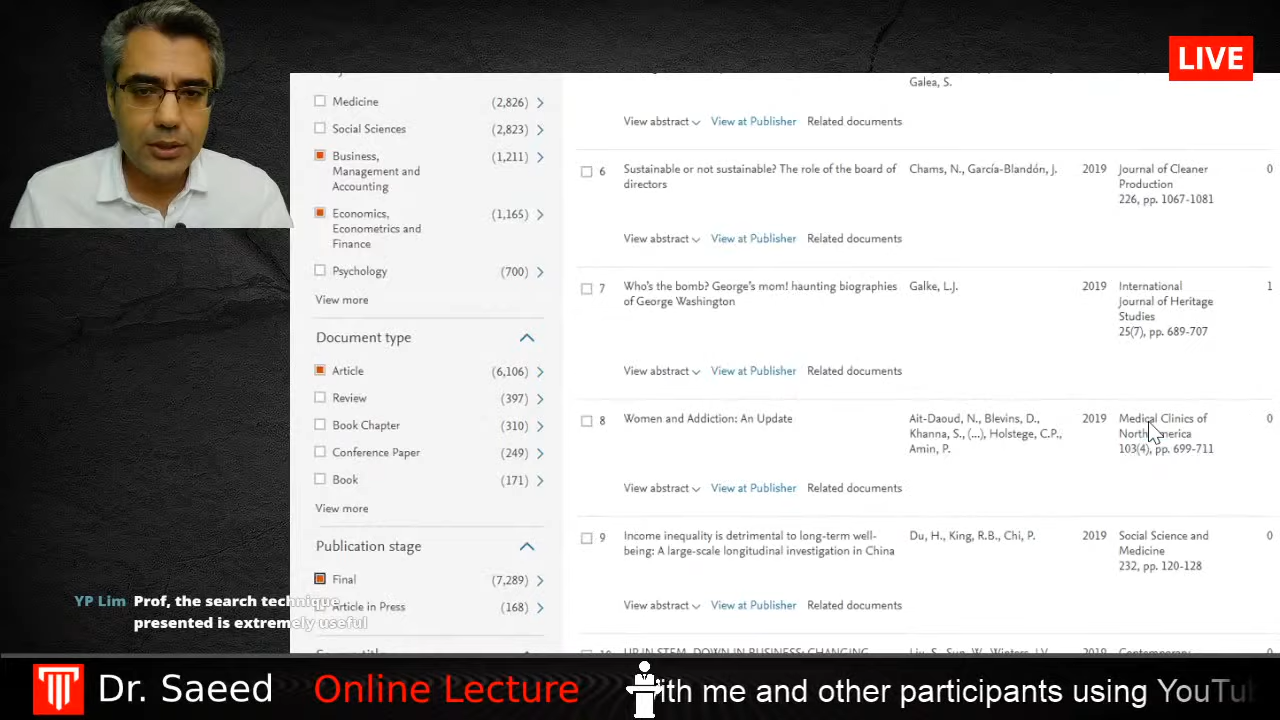 LIVE
Medicine (2,826)
Social Sciences (2,823)
Business, (1,211)
Management and
Accounting
Economics, (1,165)
Econometrics and
Finance
Psychology (700)
View more
Document type
Article (6,106)
Review (397)
Book Chapter (310)
Conference Paper (249)
Book (171)
View more
Publication stage
Final (7,289)
Article in Press (168)
Galea, S.
View abstract View at Publisher Related documents
6 Sustainable or not sustainable? The role of the board of Chams, N., García-Blandón, J. 2019 Journal of Cleaner 0
directors Production
226, pp. 1067-1081
View abstract View at Publisher Related documents
7 Who's the bomb? George's mom! haunting biographies Galke, L.J. 2019 International 1
of George Washington Journal of Heritage
Studies
25(7), pp. 689-707
View abstract View at Publisher Related documents
8 Women and Addiction: An Update Ait-Daoud, N., Blevins, D., 2019 Medical Clinics of 0
Khanna, S., (...), Holstege, C.P., North America
Amin, P. 103(4), pp. 699-711
View abstract View at Publisher Related documents
9 Income inequality is detrimental to long-term well- Du, H., King, R.B., Chi, P. 2019 Social Science and 0
being: A large-scale longitudinal investigation in China Medicine
232, pp. 120-128
View abstract View at Publisher Related documents
YP Lim Prof, the search technique
presented is extremely useful
Dr. Saeed Online Lecture ith me and other participants using YouTu